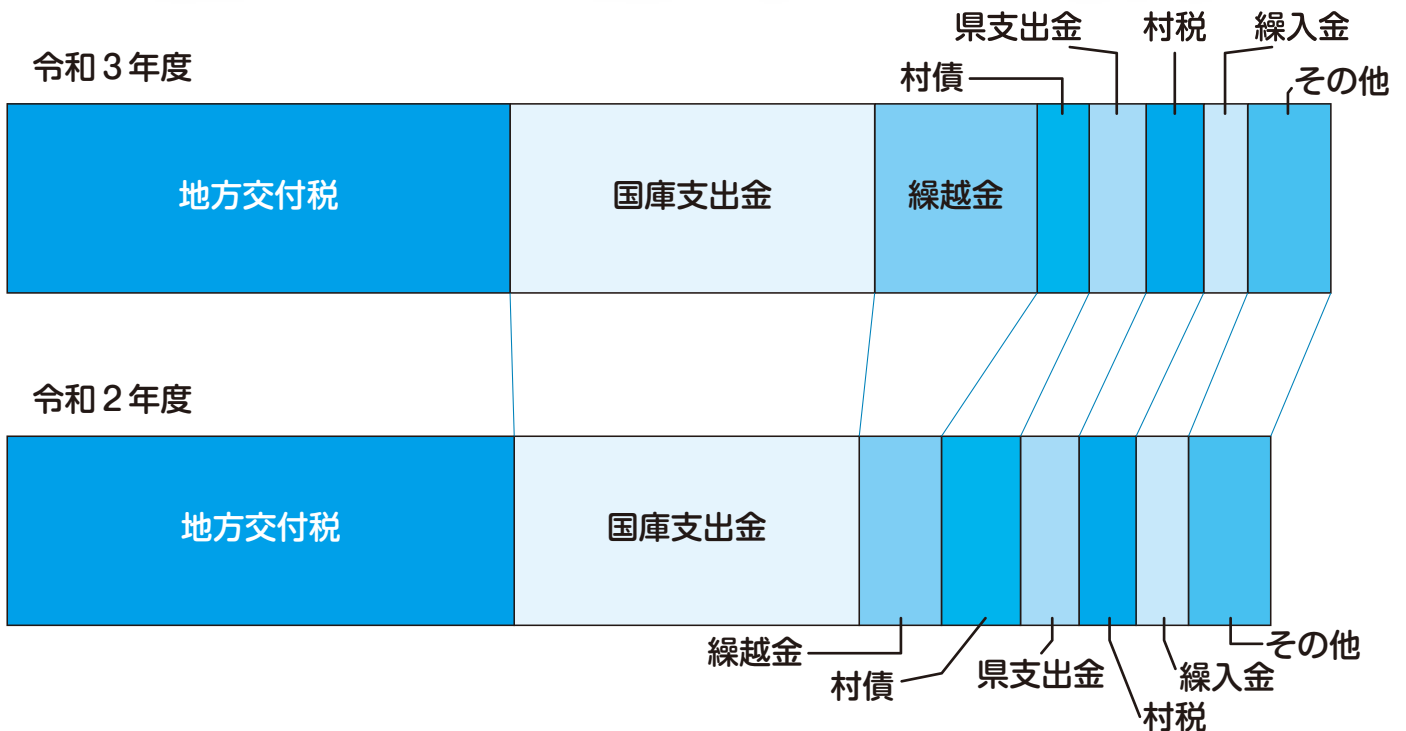 県支出金
村税
繰入金
令和3年度
村債
その他
地方交付税
国庫支出金
繰越金
令和2年度
地方交付税
国庫支出金
繰越金
村債
県支出金
村税
繰入金
その他